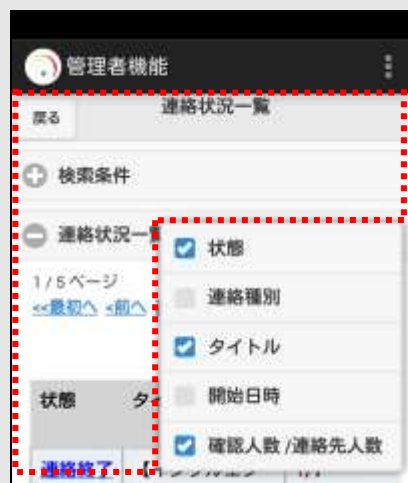 管理者機能
戻る
連絡状況一覧
検索条件
連絡状況一
1/5ページ
<<最初へ <前へ
状態
連絡種別
タイトル
開始日時
確認人数 /連絡先人数
状態
タ
連絡終了